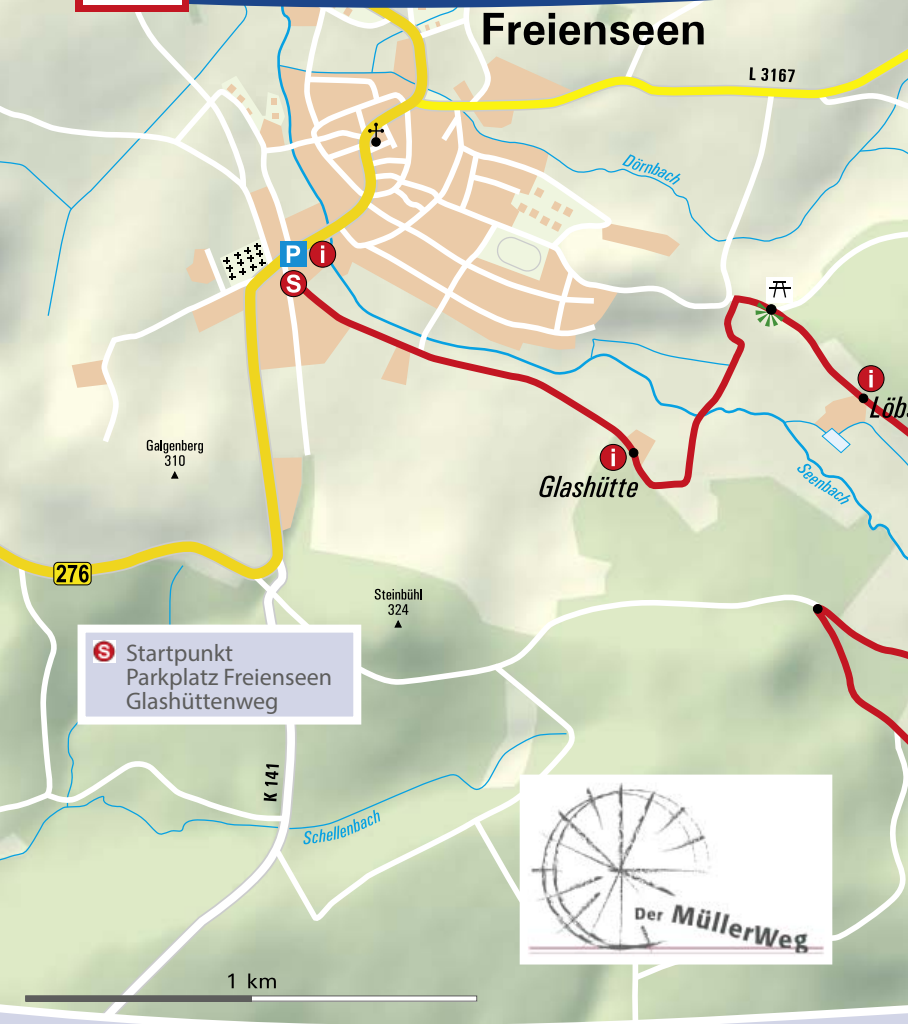 Freienseen
L 3167
Dörnbach
P i
S
i
Galgenberg
310
i
Glashütte
Seenbach
276
Steinbühl
324
S Startpunkt
Parkplatz Freienseen
Glashüttenweg
K 141
Schellenbach
Der MüllerWeg
1 km